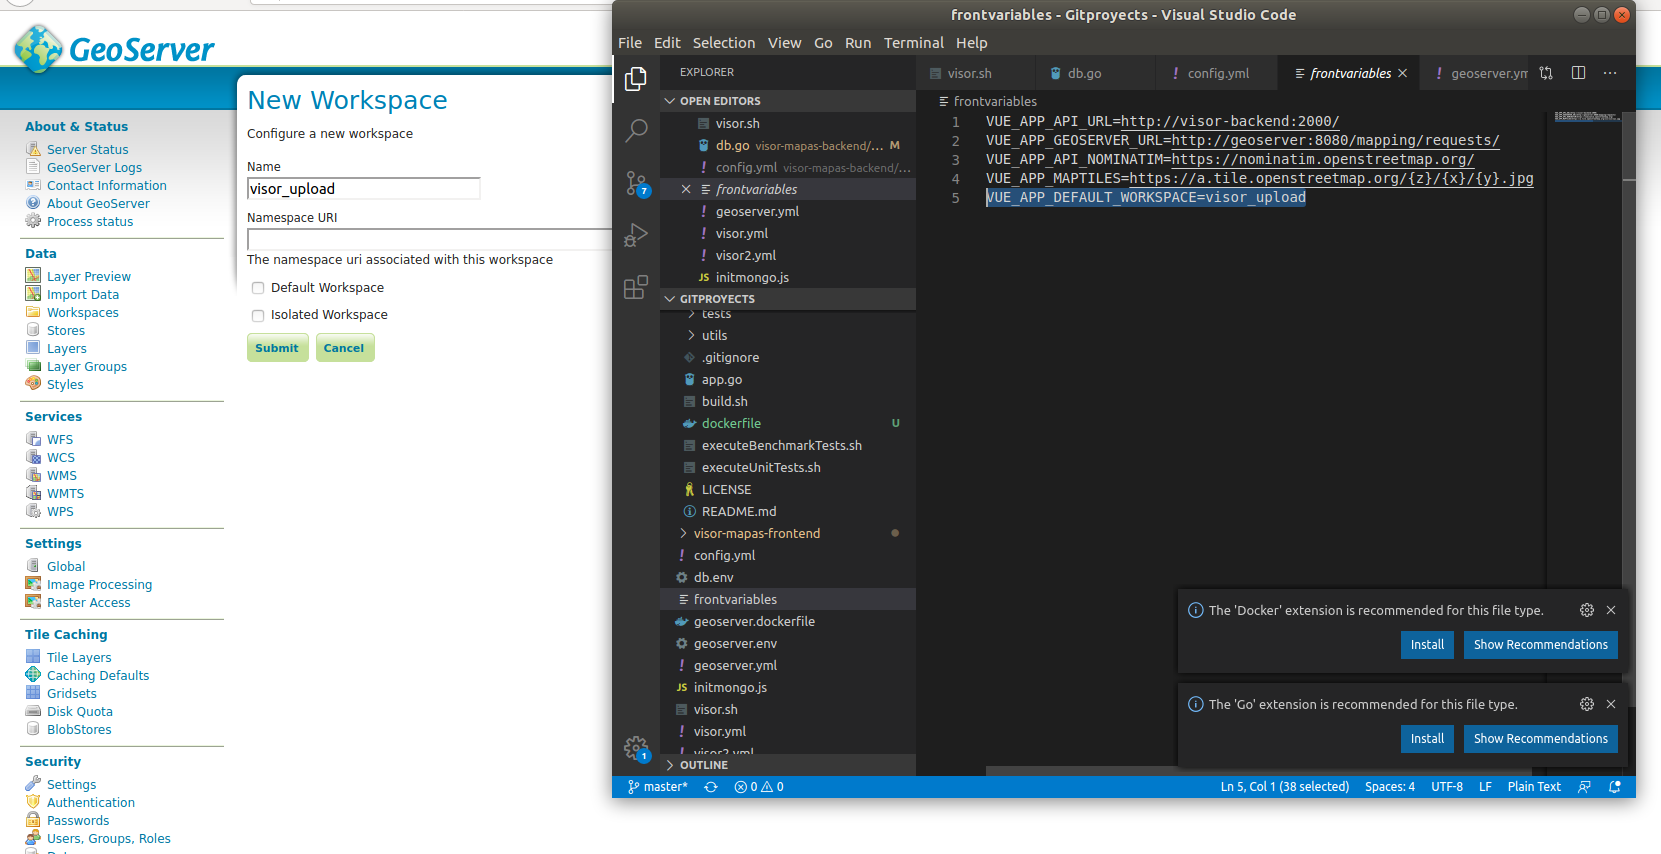 GeoServer
About & Status
Server Status
GeoServer Logs
Contact Information
About GeoServer
Process status
Data
Layer Preview
Import Data
Workspaces
Stores
Layers
Layer Groups
Styles
Services
WFS
WCS
WMS
WMTS
WPS
Settings
Global
Image Processing
Raster Access
Tile Caching
Tile Layers
Caching Defaults
Gridsets
Disk Quota
BlobStores
Security
Settings
Authentication
Passwords
Users, Groups, Roles
New Workspace
Configure a new workspace
Name
visor_upload
Namespace URI
The namespace uri associated with this workspace
Default Workspace
Isolated Workspace
Submit Cancel
frontvariables - Gitproyects - Visual Studio Code
File Edit Selection View Go Run Terminal Help
EXPLORER
OPEN EDITORS
visor.sh
db.go visor-mapas-backend/... M
config.yml visor-mapas-backend/...
frontvariables
geoserver.yml
visor.yml
visor2.yml
JS initmongo.js
GITPROYECTS
tests
utils
.gitignore
app.go
build.sh
dockerfile U
executeBenchmarkTests.sh
executeUnitTests.sh
LICENSE
README.md
visor-mapas-frontend
config.yml
db.env
frontvariables
geoserver.dockerfile
geoserver.env
geoserver.yml
JS initmongo.js
visor.sh
visor.yml
visor2.yml
OUTLINE
7
1
visor.sh db.go config.yml frontvariables geoserver.ym
frontvariables
1 VUE_APP_API_URL=http://visor-backend:2000/
2 VUE_APP_GEOSERVER_URL=http://geoserver:8080/mapping/requests/
3 VUE_APP_API_NOMINATIM=https://nominatim.openstreetmap.org/
4 VUE_APP_MAPTILES=https://a.tile.openstreetmap.org/{z}/{x}/{y}.jpg
5 VUE_APP_DEFAULT_WORKSPACE=visor_upload
The 'Docker' extension is recommended for this file type.
Install Show Recommendations
The 'Go' extension is recommended for this file type.
Install Show Recommendations
master* 0 0 Ln 5, Col 1 (38 selected) Spaces: 4 UTF-8 LF Plain Text